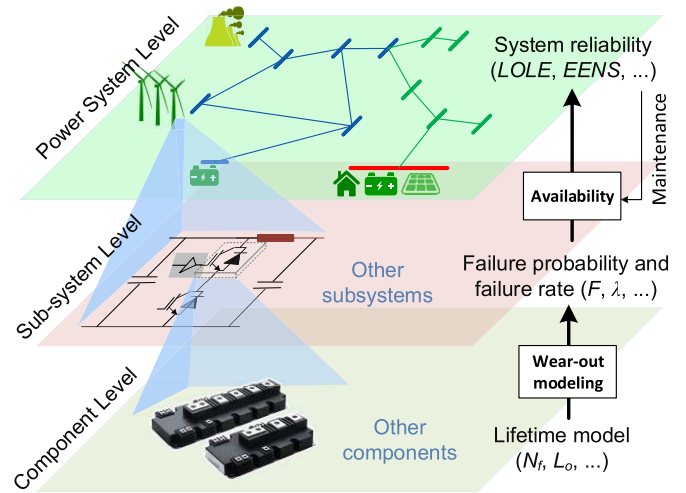 Power System Level
System reliability
(LOLE, EENS, ...)
Maintenance
Availability
Sub-system Level
Other
subsystems
Failure probability and
failure rate (F, λ, ...)
Wear-out
modeling
Component Level
Other
components
Lifetime model
(Nf, Lo, ...)